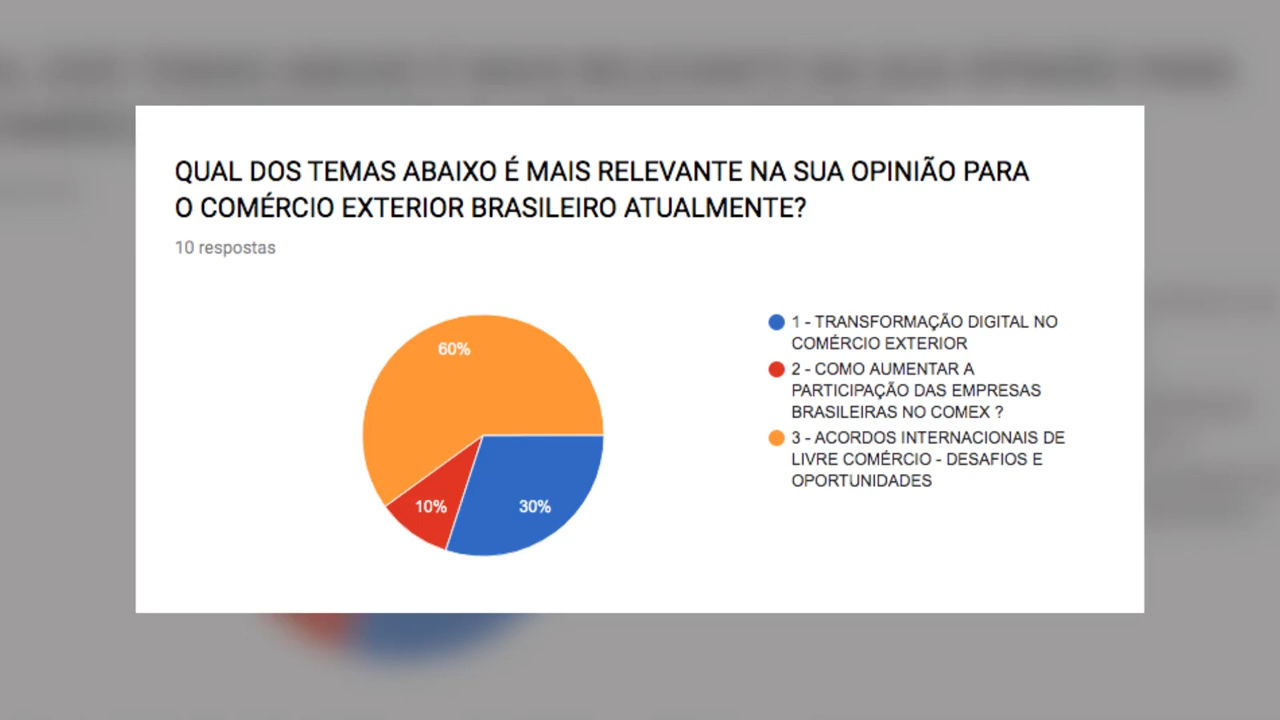 QUAL DOS TEMAS ABAIXO É MAIS RELEVANTE NA SUA OPINIÃO PARA
O COMÉRCIO EXTERIOR BRASILEIRO ATUALMENTE?
10 respostas
60%
10%
30%
1 - TRANSFORMAÇÃO DIGITAL NO
COMÉRCIO EXTERIOR
2 - COMO AUMENTAR A
PARTICIPAÇÃO DAS EMPRESAS
BRASILEIRAS NO COMEX ?
3 - ACORDOS INTERNACIONAIS DE
LIVRE COMÉRCIO - DESAFIOS E
OPORTUNIDADES